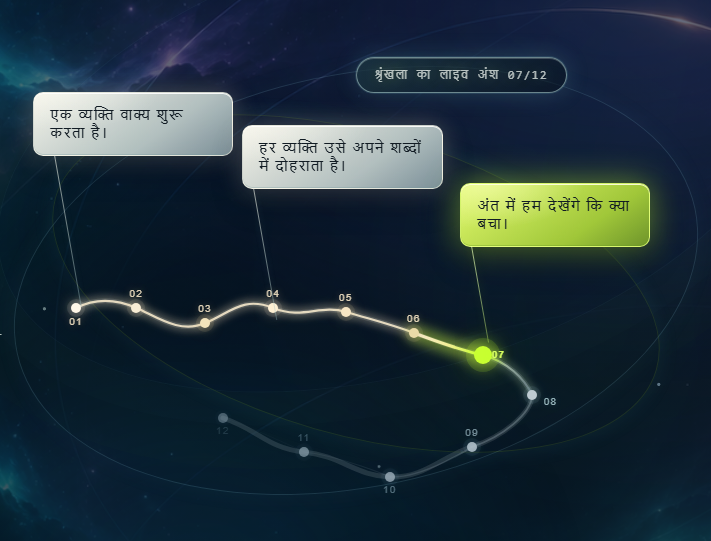 श्रृंखला का लाइव अंश 07/12
एक व्यक्ति वाक्य शुरू
करता है।
हर व्यक्ति उसे अपने शब्दों
में दोहराता है।
अंत में हम देखेंगे कि क्या
बचा।
01
02
03
04
05
06
07
08
09
10
11
12